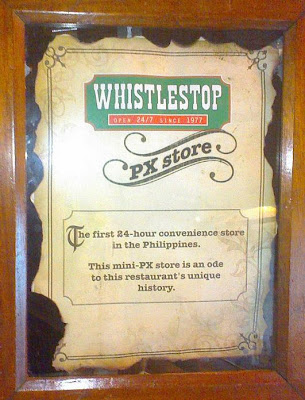 WHISTLESTOP
OPEN 24/7 SINCE 1977
PX store
The first 24-hour convenience store
in the Philippines.
This mini-PX store is an ode
to this restaurant's unique
history.